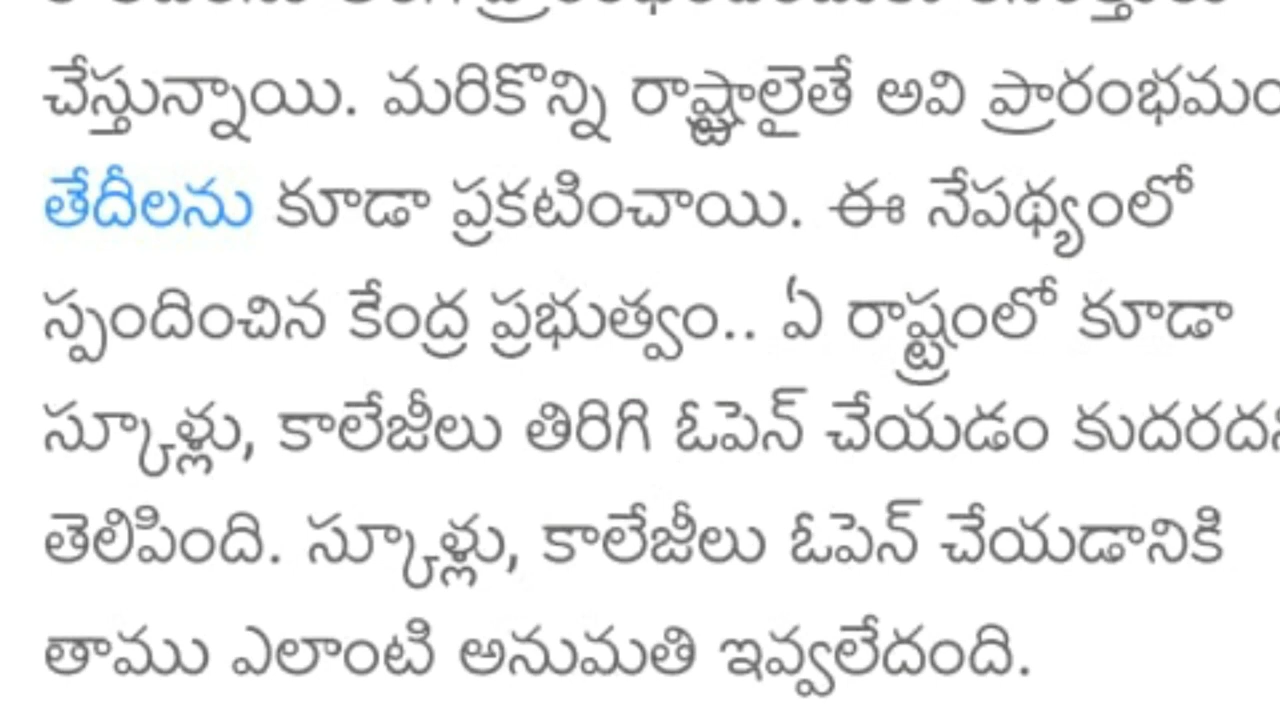 చేస్తున్నాయి. మరికొన్ని రాష్ట్రాలైతే అవి ప్రారంభమం
తేదీలను కూడా ప్రకటించాయి. ఈ నేపథ్యంలో
స్పందించిన కేంద్ర ప్రభుత్వం.. ఏ రాష్ట్రంలో కూడా
స్కూళ్లు, కాలేజీలు తిరిగి ఓపెన్ చేయడం కుదరద
తెలిపింది. స్కూళ్లు, కాలేజీలు ఓపెన్ చేయడానికి
తాము ఎలాంటి అనుమతి ఇవ్వలేదంది.